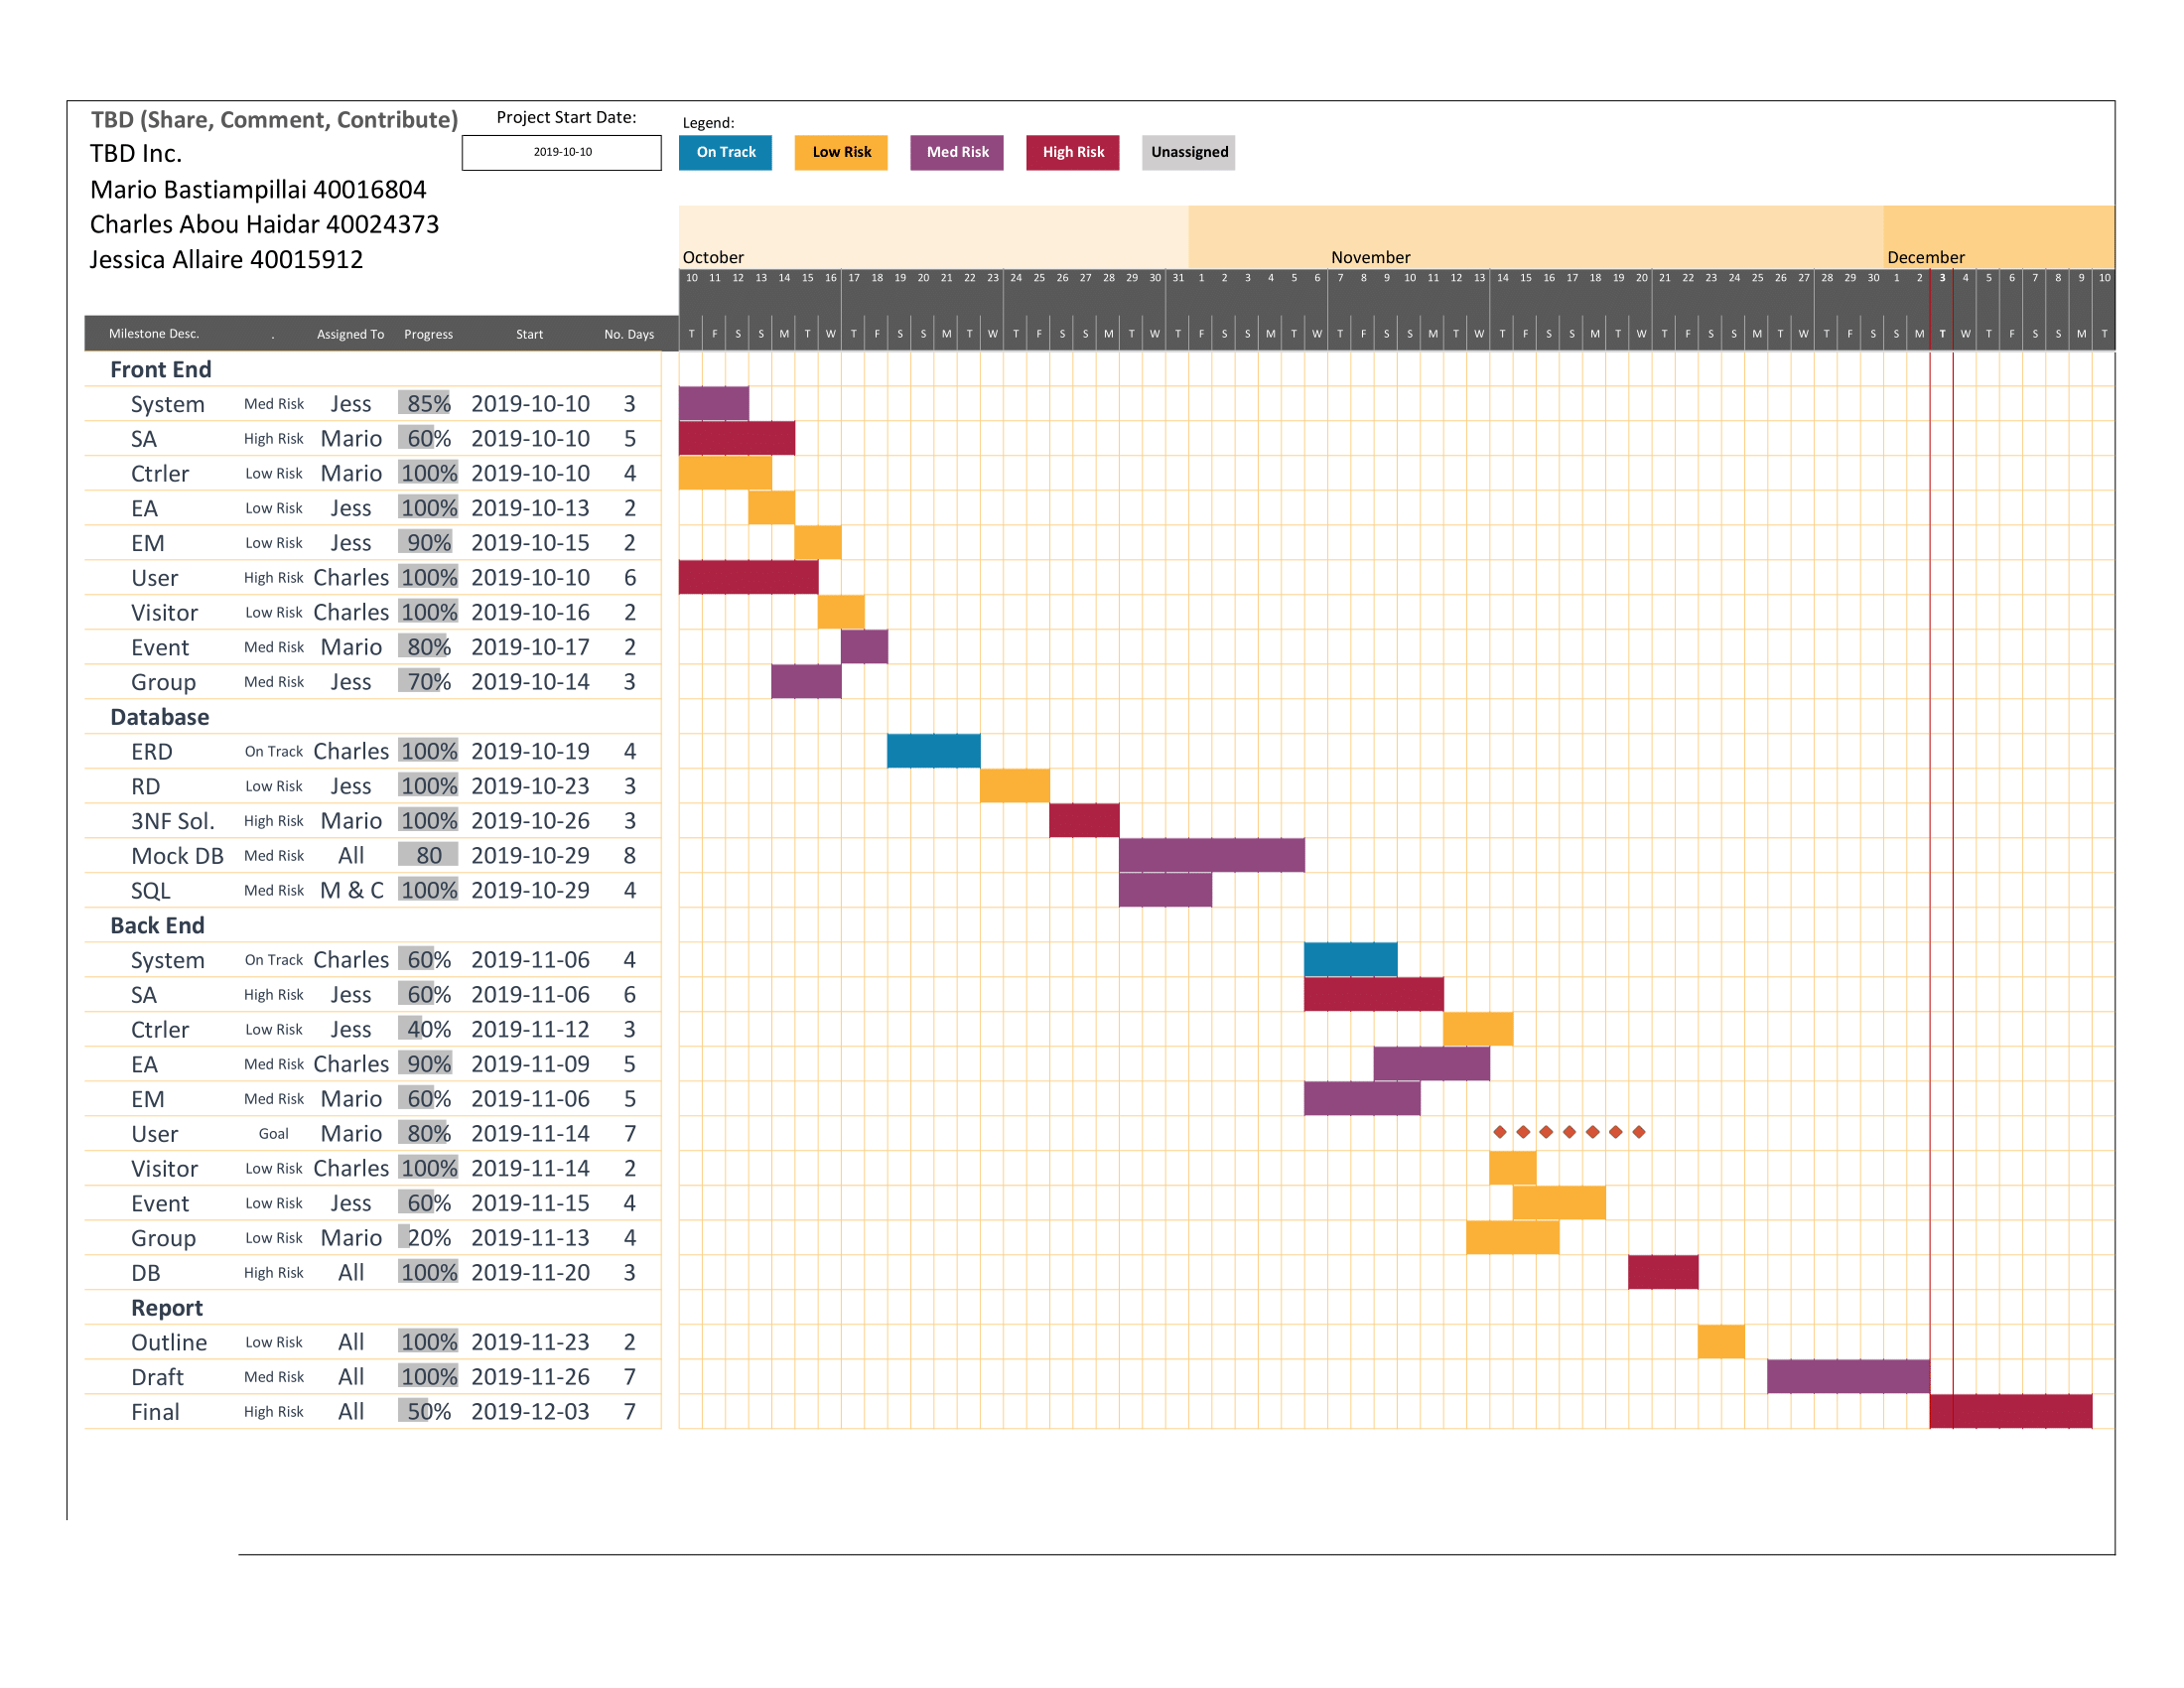 TBD (Share, Comment, Contribute)
Project Start Date:
Legend:
TBD Inc.
2019-10-10
On Track Low Risk Med Risk High Risk Unassigned
Mario Bastiampillai 40016804
Charles Abou Haidar 40024373
Jessica Allaire 40015912
October November December
10 11 12 13 14 15 16 17 18 19 20 21 22 23 24 25 26 27 28 29 30 31 1 2 3 4 5 6 7 8 9 10 11 12 13 14 15 16 17 18 19 20 21 22 23 24 25 26 27 28 29 30 1 2 3 4 5 6 7 8 9 10
Milestone Desc. . Assigned To Progress Start No. Days T F S S M T W T F S S M T W T F S S M T W T F S S M T W T F S S M T W T F S S M T W T F S S M T W T F S S M T W T F S S M T
Front End
System Med Risk Jess 85% 2019-10-10 3
SA High Risk Mario 60% 2019-10-10 5
Ctrler Low Risk Mario 100% 2019-10-10 4
EA Low Risk Jess 100% 2019-10-13 2
EM Low Risk Jess 90% 2019-10-15 2
User High Risk Charles 100% 2019-10-10 6
Visitor Low Risk Charles 100% 2019-10-16 2
Event Med Risk Mario 80% 2019-10-17 2
Group Med Risk Jess 70% 2019-10-14 3
Database
ERD On Track Charles 100% 2019-10-19 4
RD Low Risk Jess 100% 2019-10-23 3
3NF Sol. High Risk Mario 100% 2019-10-26 3
Mock DB Med Risk All 80 2019-10-29 8
SQL Med Risk M & C 100% 2019-10-29 4
Back End
System On Track Charles 60% 2019-11-06 4
SA High Risk Jess 60% 2019-11-06 6
Ctrler Low Risk Jess 40% 2019-11-12 3
EA Med Risk Charles 90% 2019-11-09 5
EM Med Risk Mario 60% 2019-11-06 5
User Goal Mario 80% 2019-11-14 7
Visitor Low Risk Charles 100% 2019-11-14 2
Event Low Risk Jess 60% 2019-11-15 4
Group Low Risk Mario 20% 2019-11-13 4
DB High Risk All 100% 2019-11-20 3
Report
Outline Low Risk All 100% 2019-11-23 2
Draft Med Risk All 100% 2019-11-26 7
Final High Risk All 50% 2019-12-03 7